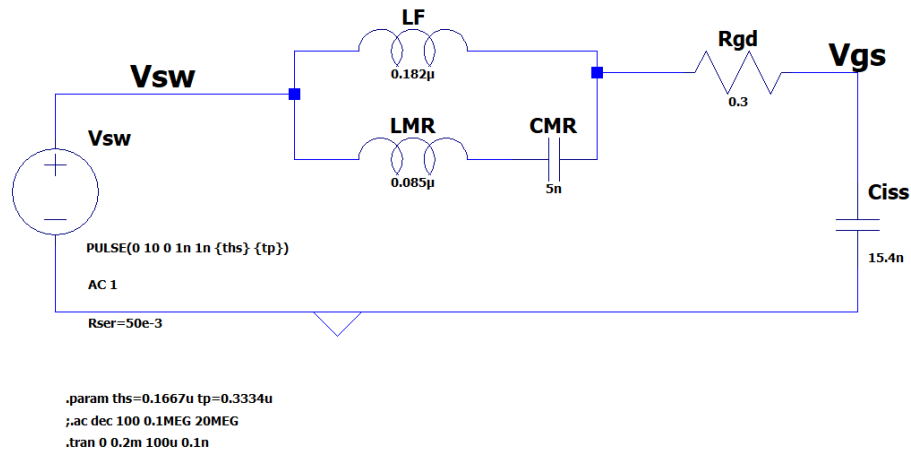 LF
0.182µ
Rgd
0.3
Vgs
Vsw
Vsw
LMR
0.085µ
CMR
5n
Ciss
15.4n
PULSE(0 10 0 1n 1n {ths} {tp})
AC 1
Rser=50e-3
.param ths=0.1667u tp=0.3334u
;.ac dec 100 0.1MEG 20MEG
.tran 0 0.2m 100u 0.1n